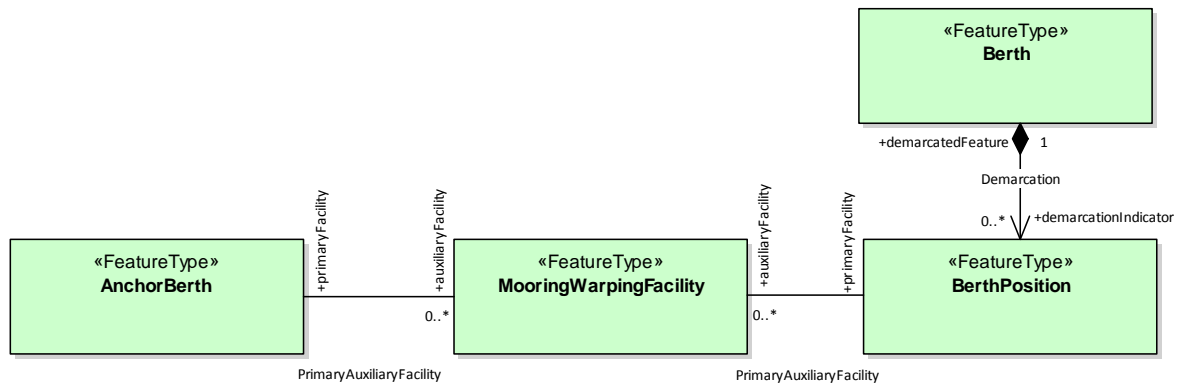 «FeatureType»
Berth
+demarcatedFeature
1
Demarcation
0..*
+demarcationIndicator
«FeatureType»
AnchorBerth
+primaryFacility
+auxiliaryFacility
0..*
PrimaryAuxiliaryFacility
«FeatureType»
MooringWarpingFacility
+auxiliaryFacility
0..*
+primaryFacility
PrimaryAuxiliaryFacility
«FeatureType»
BerthPosition